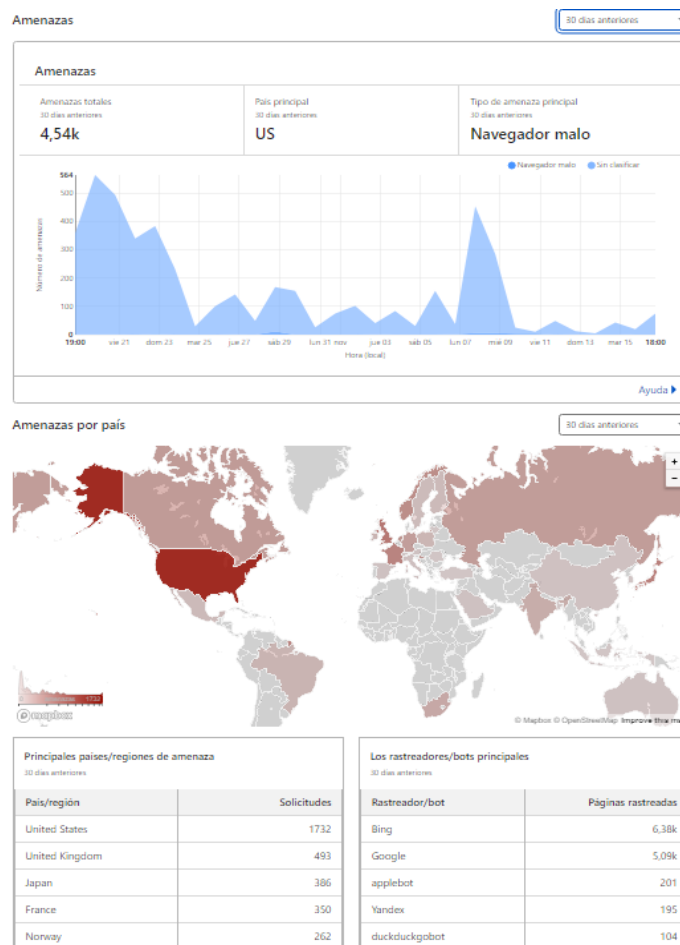 Amenazas
30 días anteriores
Amenazas
Amenazas totales
30 días anteriores
4,54k
País principal
30 días anteriores
US
Tipo de amenaza principal
30 días anteriores
Navegador malo
Navegador malo
Sin clasificar
Número de amenazas
564
500
400
300
200
100
0
19:00 vie 21 dom 23 mar 25 jue 27 sáb 29 lun 31 nov jue 03 sáb 05 lun 07 mié 09 vie 11 dom 13 mar 15 18:00
Hora (local)
Ayuda
Amenazas por país
30 días anteriores
+
-
1732
mapbox
© Mapbox © OpenStreetMap Improve this
Principales países/regiones de amenaza
30 días anteriores
País/región Solicitudes
United States 1732
United Kingdom 493
Japan 386
France 350
Norway 262
Los rastreadores/bots principales
30 días anteriores
Rastreador/bot Páginas rastreadas
Bing 6,38k
Google 5,09k
applebot 201
Yandex 195
duckduckgobot 104